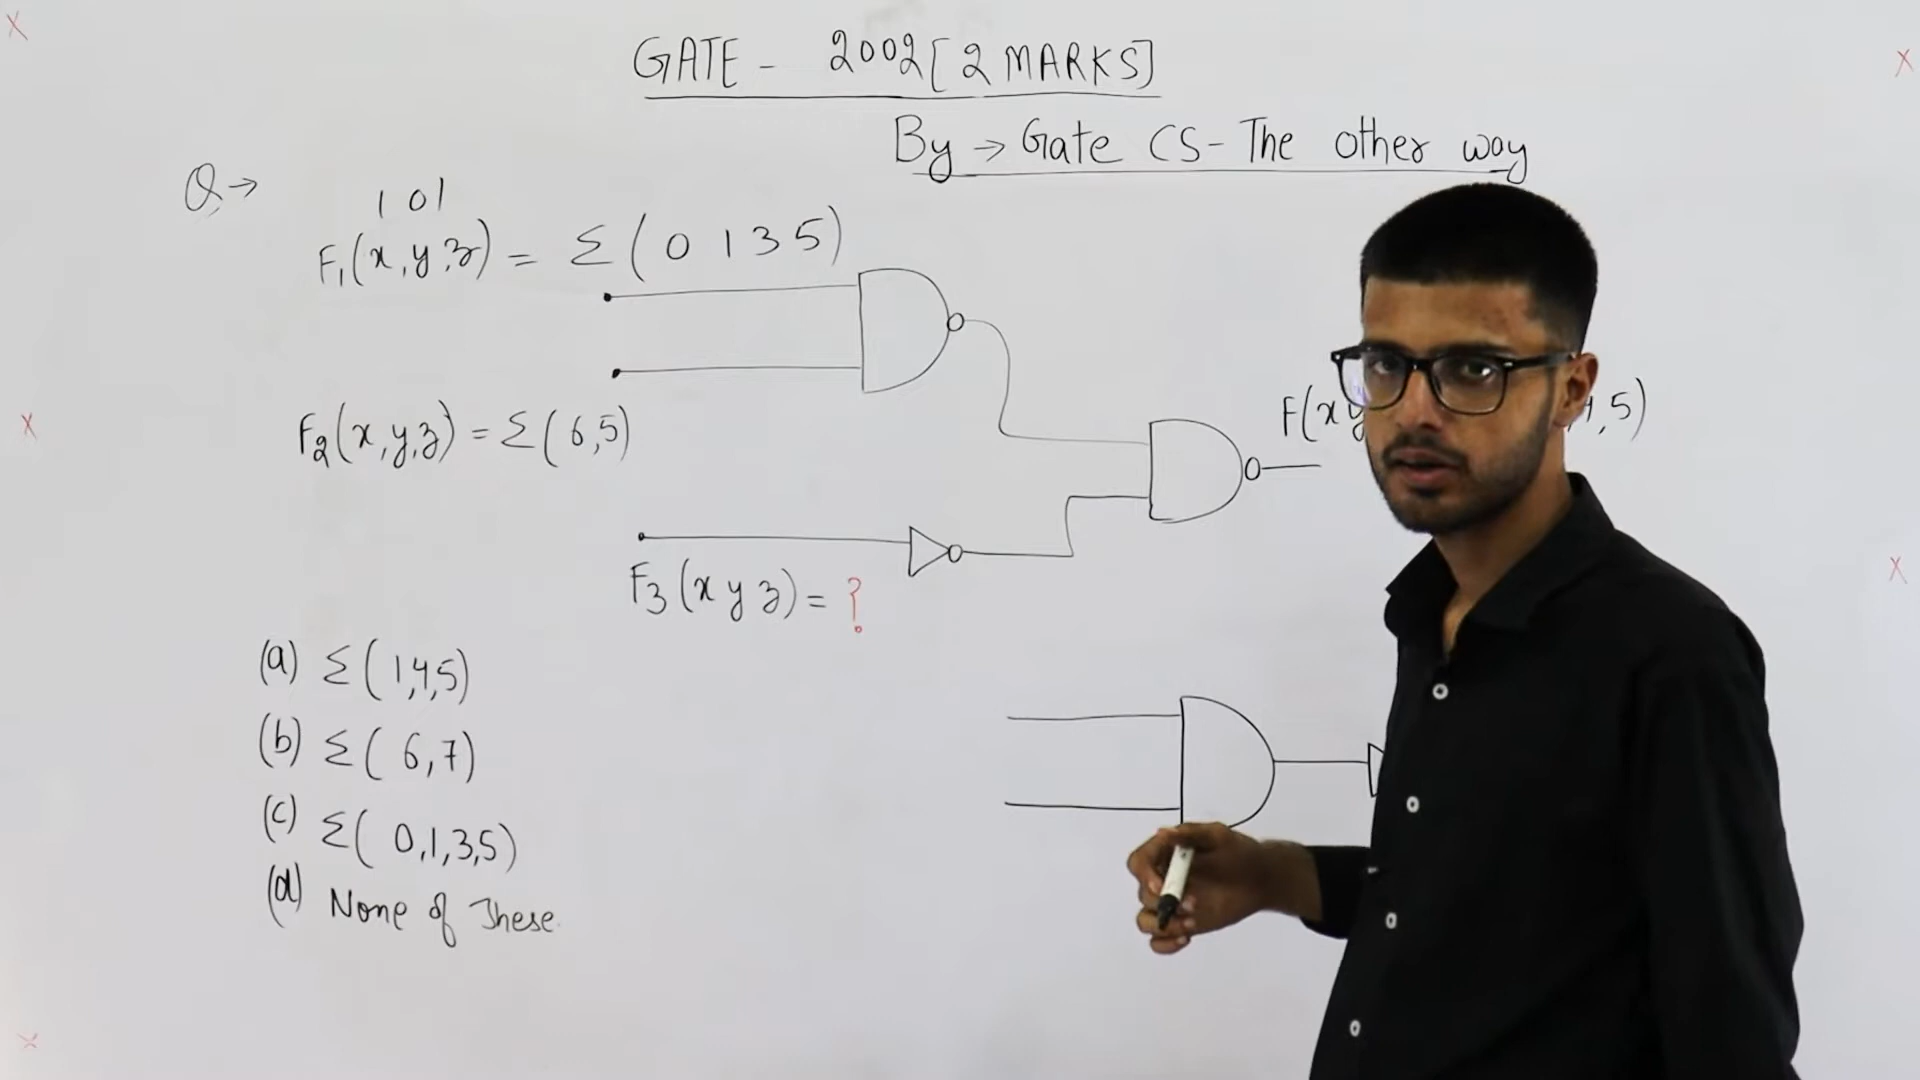 GATE - 2002 [2 MARKS]
By → Gate CS - The other way
Q →
1 0 1
F₁(x, y, z) = Σ( 0 1 3 5)
F₂(x, y, z) = Σ(6,5)
F(x y ,5)
F₃ (x y z) = ?
(a) Σ( 1,4,5)
(b) Σ( 6,7)
(c) Σ( 0,1,3,5)
(d) None of These.